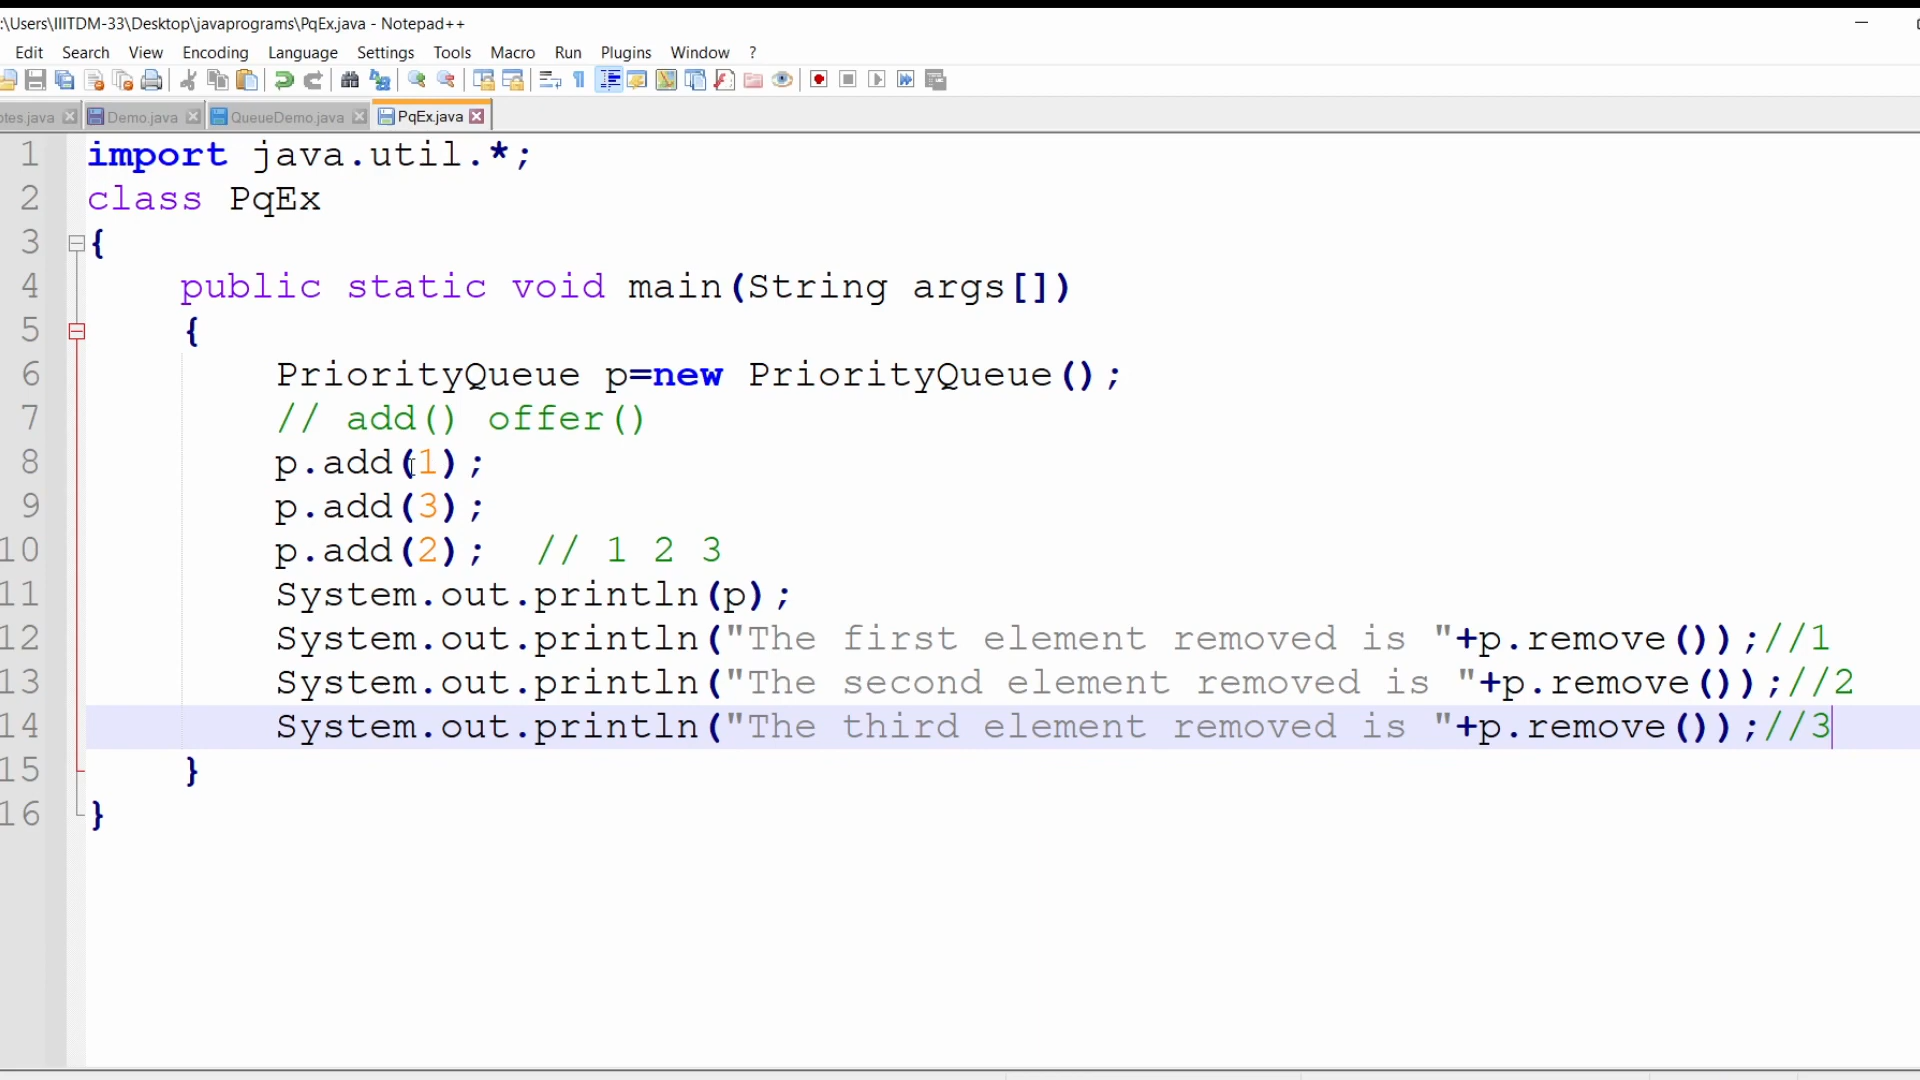 :\Users\IIITDM-33\Desktop\javaprograms\PqEx.java - Notepad++
Edit Search View Encoding Language Settings Tools Macro Run Plugins Window ?
otes.java Demo.java QueueDemo.java PqEx.java
1 import java.util.*;
2 class PqEx
3 {
4 public static void main(String args[])
5 {
6 PriorityQueue p=new PriorityQueue();
7 // add() offer()
8 p.add(1);
9 p.add(3);
10 p.add(2); // 1 2 3
11 System.out.println(p);
12 System.out.println("The first element removed is "+p.remove());//1
13 System.out.println("The second element removed is "+p.remove());//2
14 System.out.println("The third element removed is "+p.remove());//3
15 }
16 }